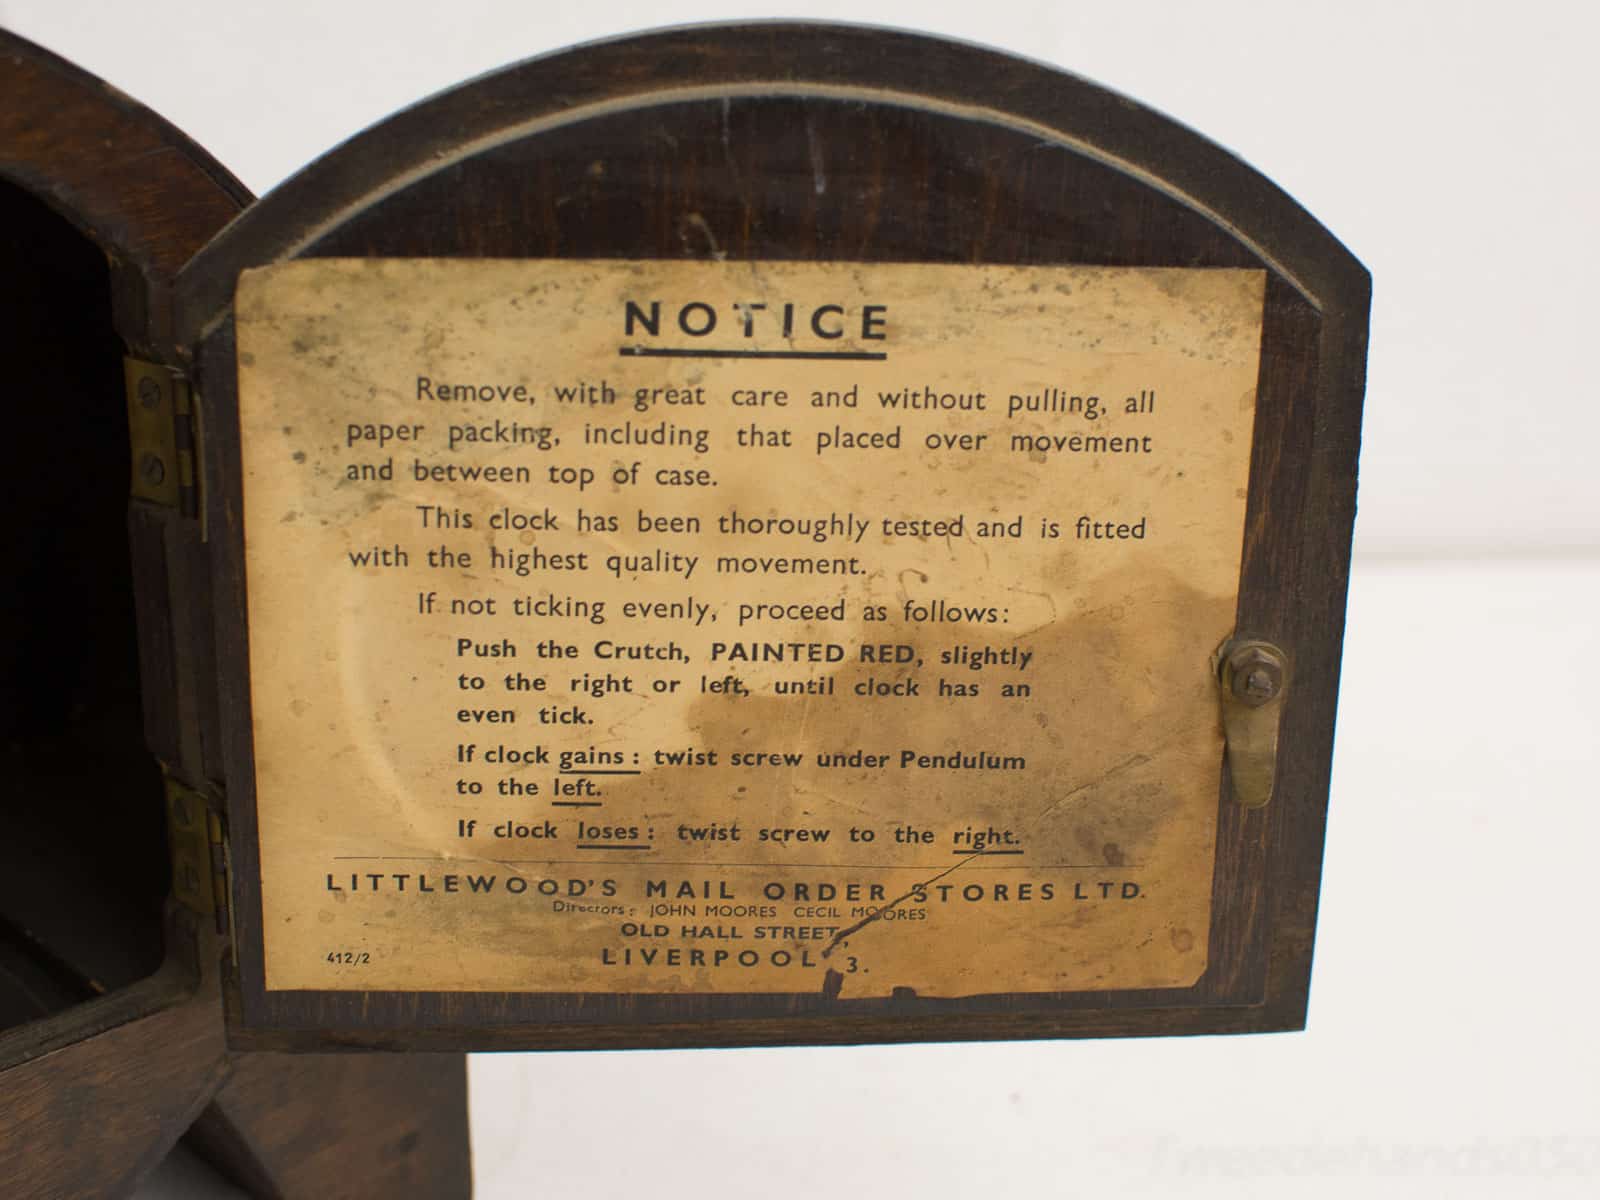 NOTICE
Remove, with great care and without pulling, all
paper packing, including that placed over movement
and between top of case.
This clock has been thoroughly tested and is fitted
with the highest quality movement.
If not ticking evenly, proceed as follows:
Push the Crutch, PAINTED RED, slightly
to the right or left, until clock has an
even tick.
If clock gains: twist screw under Pendulum
to the left.
If clock loses: twist screw to the right.
LITTLEWOOD'S MAIL ORDER STORES LTD.
Directors: JOHN MOORES CECIL MOORES
OLD HALL STREET,
LIVERPOOL, 3.
412/2